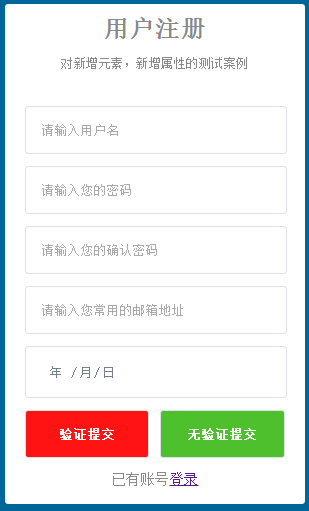 用户注册
对新增元素，新增属性的测试案例
请输入用户名
请输入您的密码
请输入您的确认密码
请输入您常用的邮箱地址
年 /月/日
验证提交 无验证提交
已有账号登录